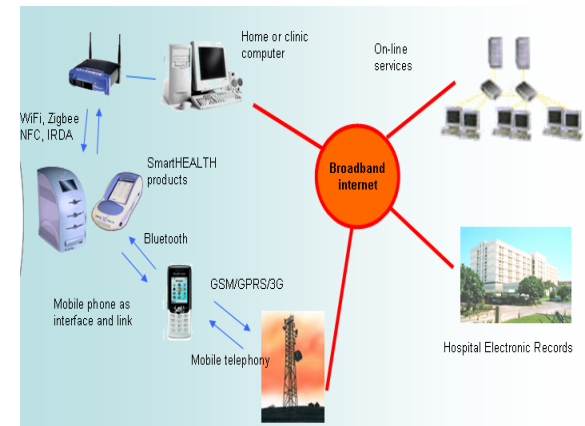 Home or clinic
computer
On-line
services
WiFi, Zigbee
NFC, IRDA
SmartHEALTH
products
Broadband
internet
Bluetooth
GSM/GPRS/3G
Mobile phone as
interface and link
Mobile telephony
Hospital Electronic Records